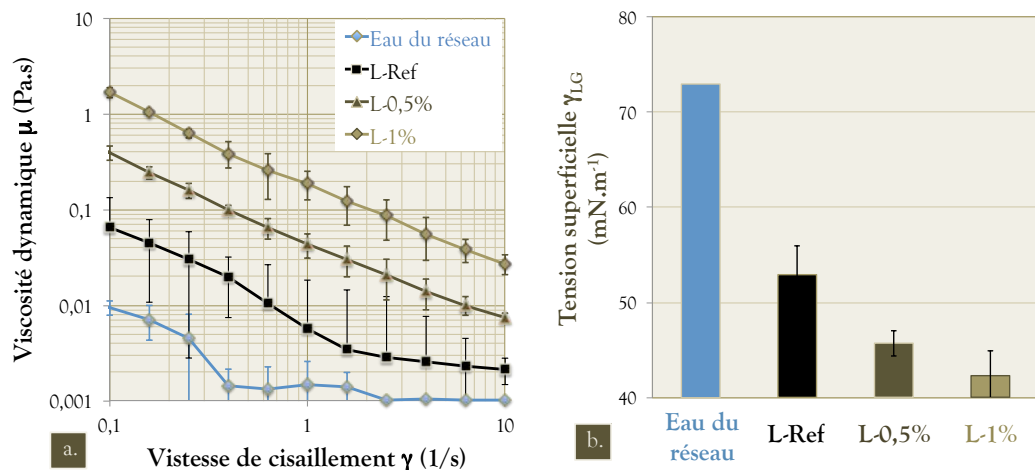 Viscosité dynamique μ (Pa.s)
10
1
0,1
0,01
0,001
0,1
1
10
Vistesse de cisaillement γ (1/s)
Eau du réseau
L-Ref
L-0,5%
L-1%
a.
Tension superficielle γLG
(mN.m-1)
80
70
60
50
40
Eau du
réseau
L-Ref
L-0,5%
L-1%
b.